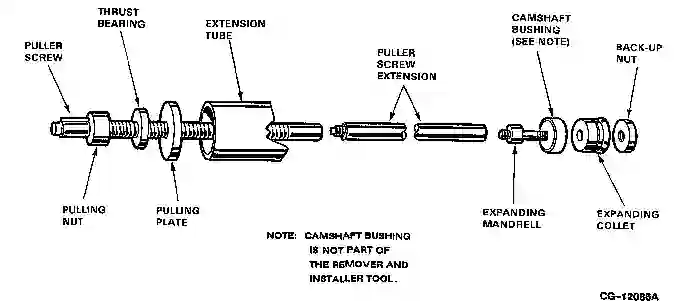 THRUST
BEARING
EXTENSION
TUBE
CAMSHAFT
BUSHING
(SEE NOTE)
PULLER
SCREW
PULLER
SCREW
EXTENSION
BACK-UP
NUT
PULLING
NUT
PULLING
PLATE
EXPANDING
MANDRELL
EXPANDING
COLLET
NOTE: CAMSHAFT BUSHING
IS NOT PART OF
THE REMOVER AND
INSTALLER TOOL.
CG-12086A